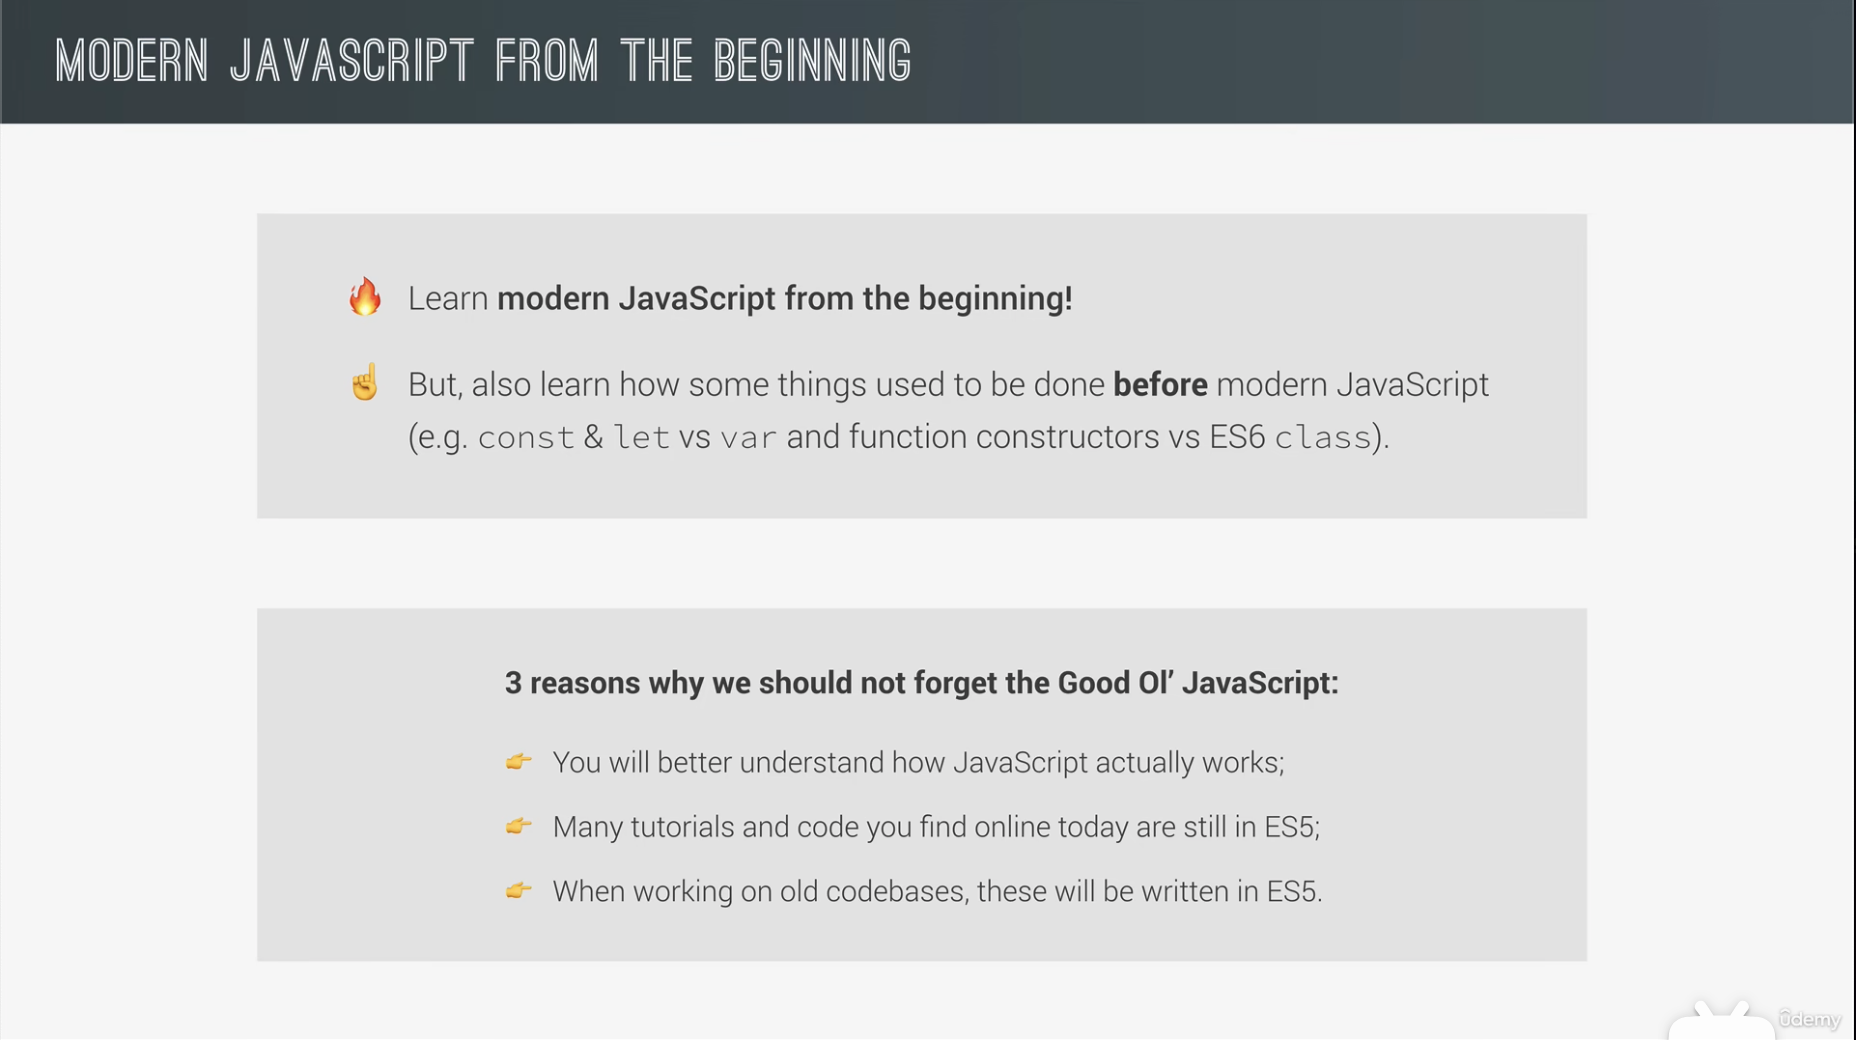 MODERN JAVASCRIPT FROM THE BEGINNING
Learn modern JavaScript from the beginning!
But, also learn how some things used to be done before modern JavaScript
(e.g. const & let vs var and function constructors vs ES6 class).
3 reasons why we should not forget the Good Ol’ JavaScript:
You will better understand how JavaScript actually works;
Many tutorials and code you find online today are still in ES5;
When working on old codebases, these will be written in ES5.
ûdemy